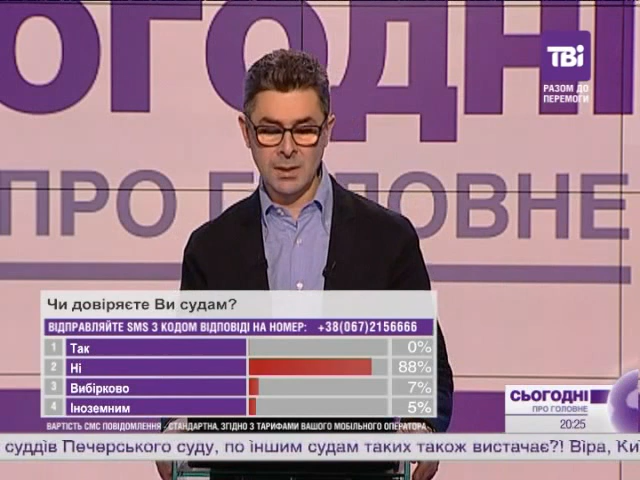 ЬОГОДНІ
ПРО ГОЛОВНЕ
ТВі
РАЗОМ ДО
ПЕРЕМОГИ
Чи довіряєте Ви судам?
ВІДПРАВЛЯЙТЕ SMS З КОДОМ ВІДПОВІДІ НА НОМЕР: +38(067)2156666
1 Так 0%
2 Ні 88%
3 Вибірково 7%
4 Іноземним 5%
ВАРТІСТЬ СМС ПОВІДОМЛЕННЯ - СТАНДАРТНА, ЗГІДНО З ТАРИФАМИ ВАШОГО МОБІЛЬНОГО ОПЕРАТОРА
СЬОГОДНІ
ПРО ГОЛОВНЕ
20:25
суддів Печерського суду, по іншим судам таких також вистачає?! Віра, Ки